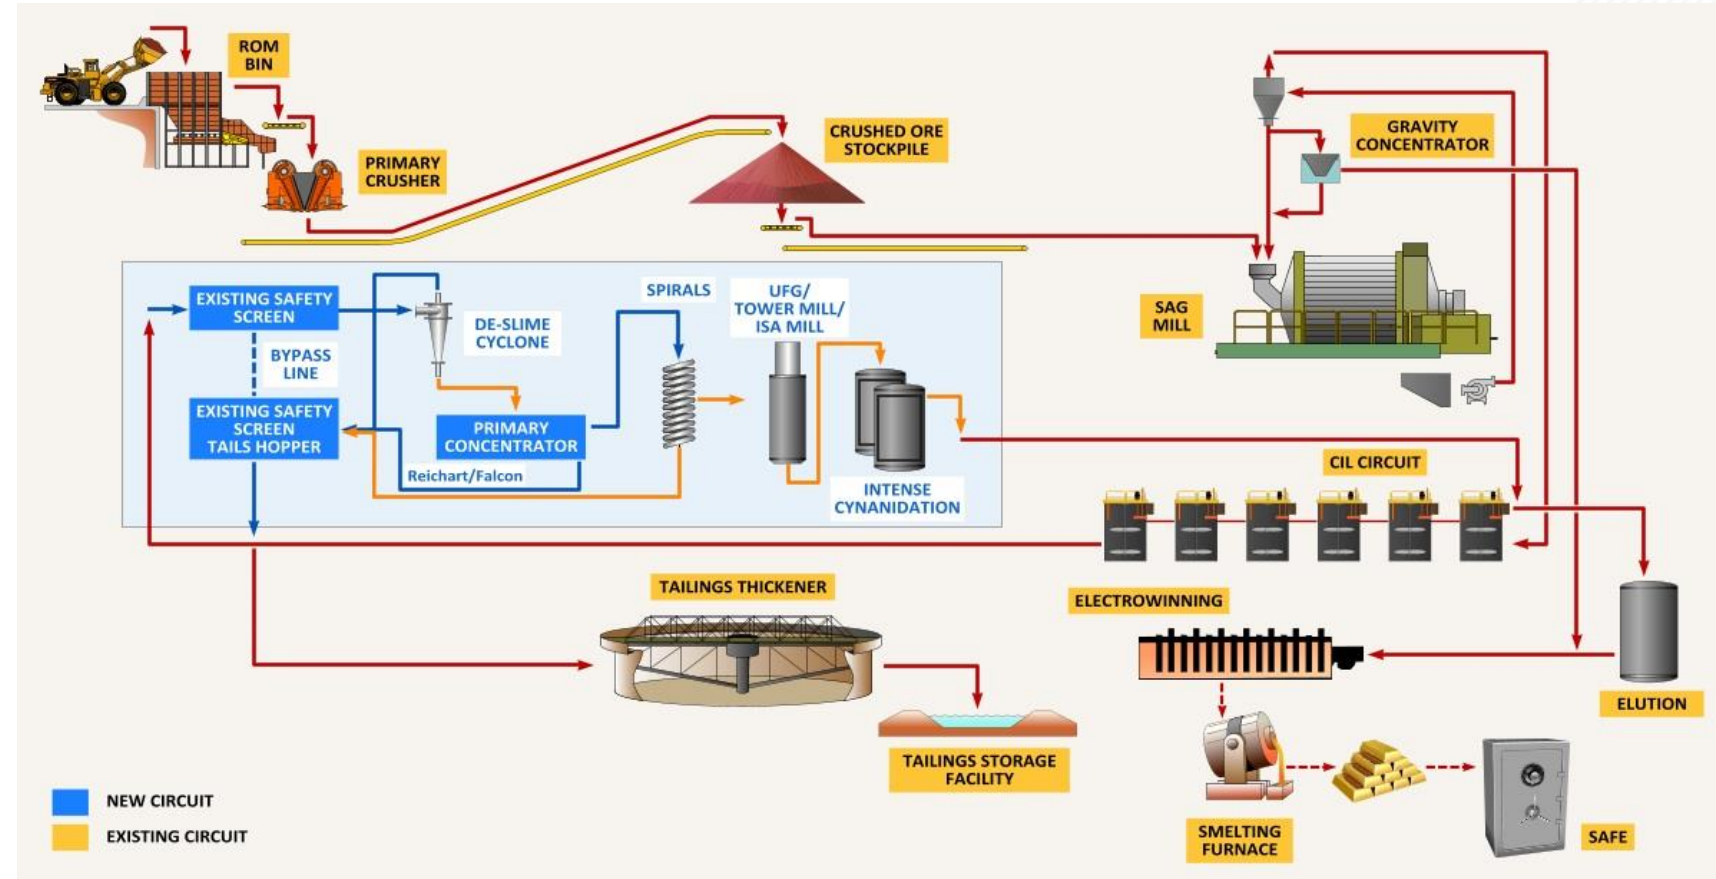 ROM
BIN
PRIMARY
CRUSHER
CRUSHED ORE
STOCKPILE
GRAVITY
CONCENTRATOR
SAG
MILL
EXISTING SAFETY
SCREEN
BYPASS
LINE
EXISTING SAFETY
SCREEN
TAILS HOPPER
DE-SLIME
CYCLONE
PRIMARY
CONCENTRATOR
Reichart/Falcon
SPIRALS
UFG/
TOWER MILL/
ISA MILL
INTENSE
CYNANIDATION
CIL CIRCUIT
TAILINGS THICKENER
ELECTROWINNING
ELUTION
TAILINGS STORAGE
FACILITY
SMELTING
FURNACE
SAFE
NEW CIRCUIT
EXISTING CIRCUIT